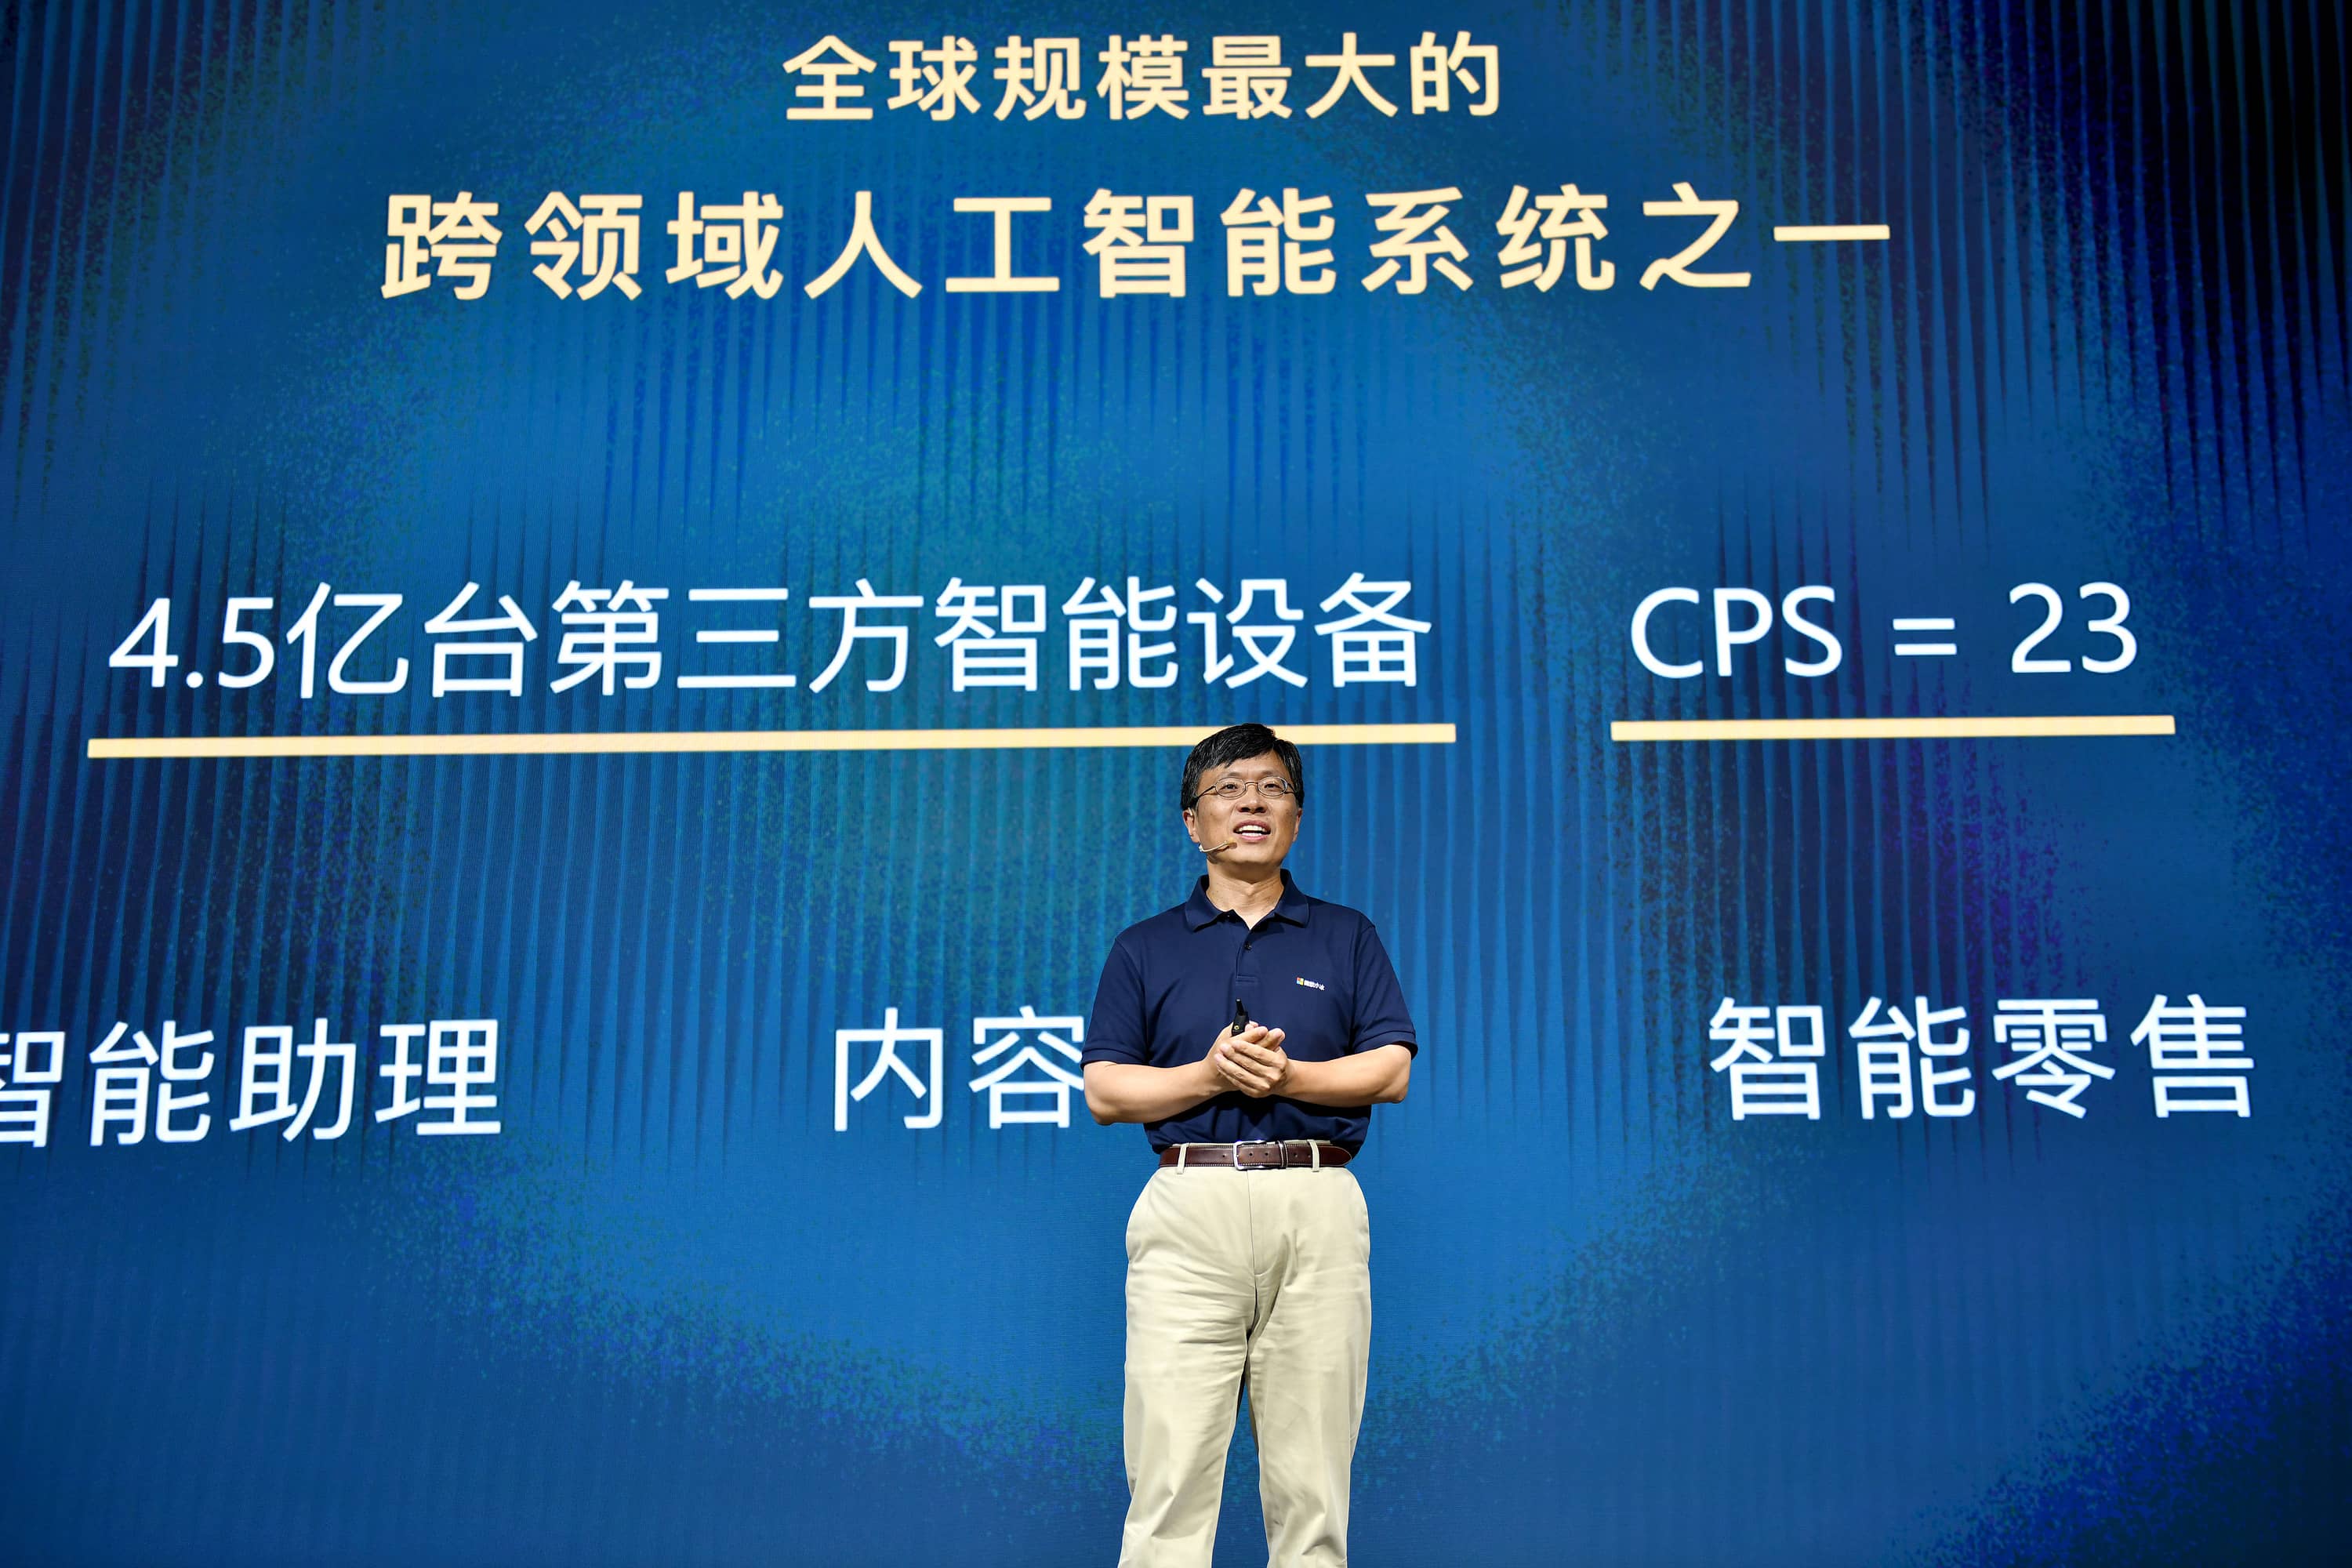 全球规模最大的
跨领域人工智能系统之一
4.5亿台第三方智能设备 CPS = 23
智能助理 内容 智能零售
微软小冰